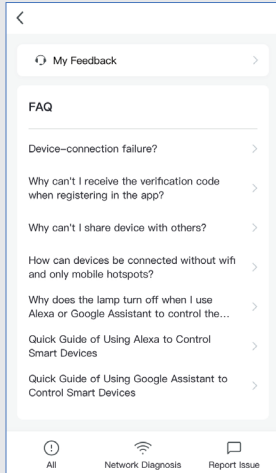 My Feedback
FAQ
Device-connection failure?
Why can't I receive the verification code
when registering in the app?
Why can't I share device with others?
How can devices be connected without wifi
and only mobile hotspots?
Why does the lamp turn off when I use
Alexa or Google Assistant to control the...
Quick Guide of Using Alexa to Control
Smart Devices
Quick Guide of Using Google Assistant to
Control Smart Devices
All
Network Diagnosis
Report Issue